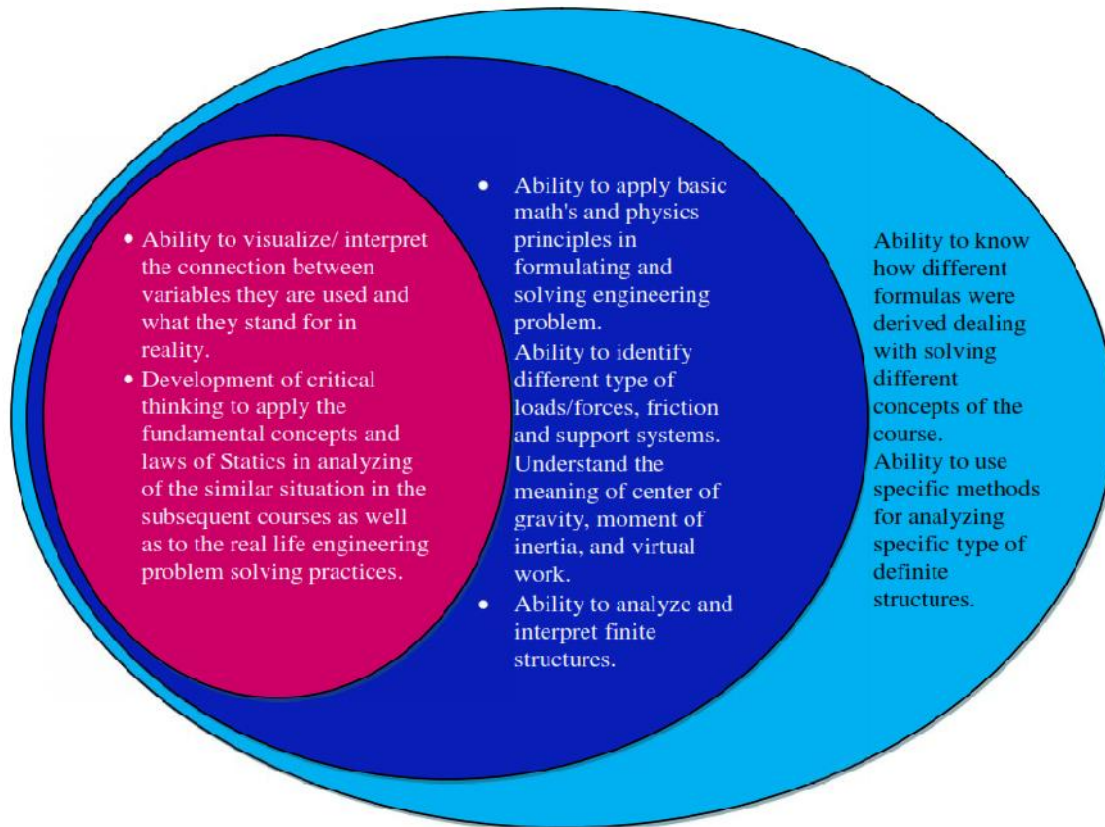 • Ability to visualize/ interpret
the connection between
variables they are used and
what they stand for in
reality.
• Development of critical
thinking to apply the
fundamental concepts and
laws of Statics in analyzing
of the similar situation in the
subsequent courses as well
as to the real life engineering
problem solving practices.
• Ability to apply basic
math's and physics
principles in
formulating and
solving engineering
problem.
Ability to identify
different type of
loads/forces, friction
and support systems.
Understand the
meaning of center of
gravity, moment of
inertia, and virtual
work.
• Ability to analyze and
interpret finite
structures.
Ability to know
how different
formulas were
derived dealing
with solving
different
concepts of the
course.
Ability to use
specific methods
for analyzing
specific type of
definite
structures.